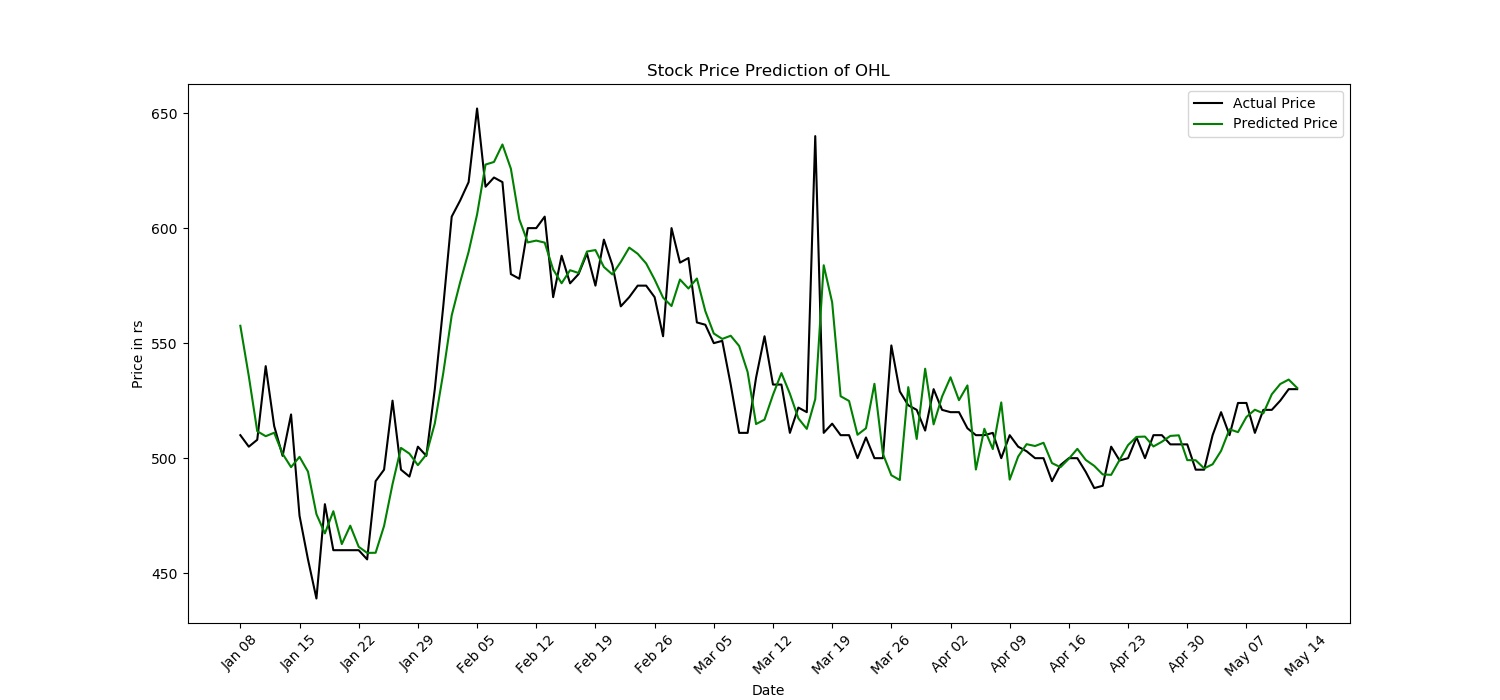 Stock Price Prediction of OHL
Actual Price
Predicted Price
Price in rs
650
600
550
500
450
Jan 08
Jan 15
Jan 22
Jan 29
Feb 05
Feb 12
Feb 19
Feb 26
Mar 05
Mar 12
Mar 19
Mar 26
Apr 02
Apr 09
Apr 16
Apr 23
Apr 30
May 07
May 14
Date